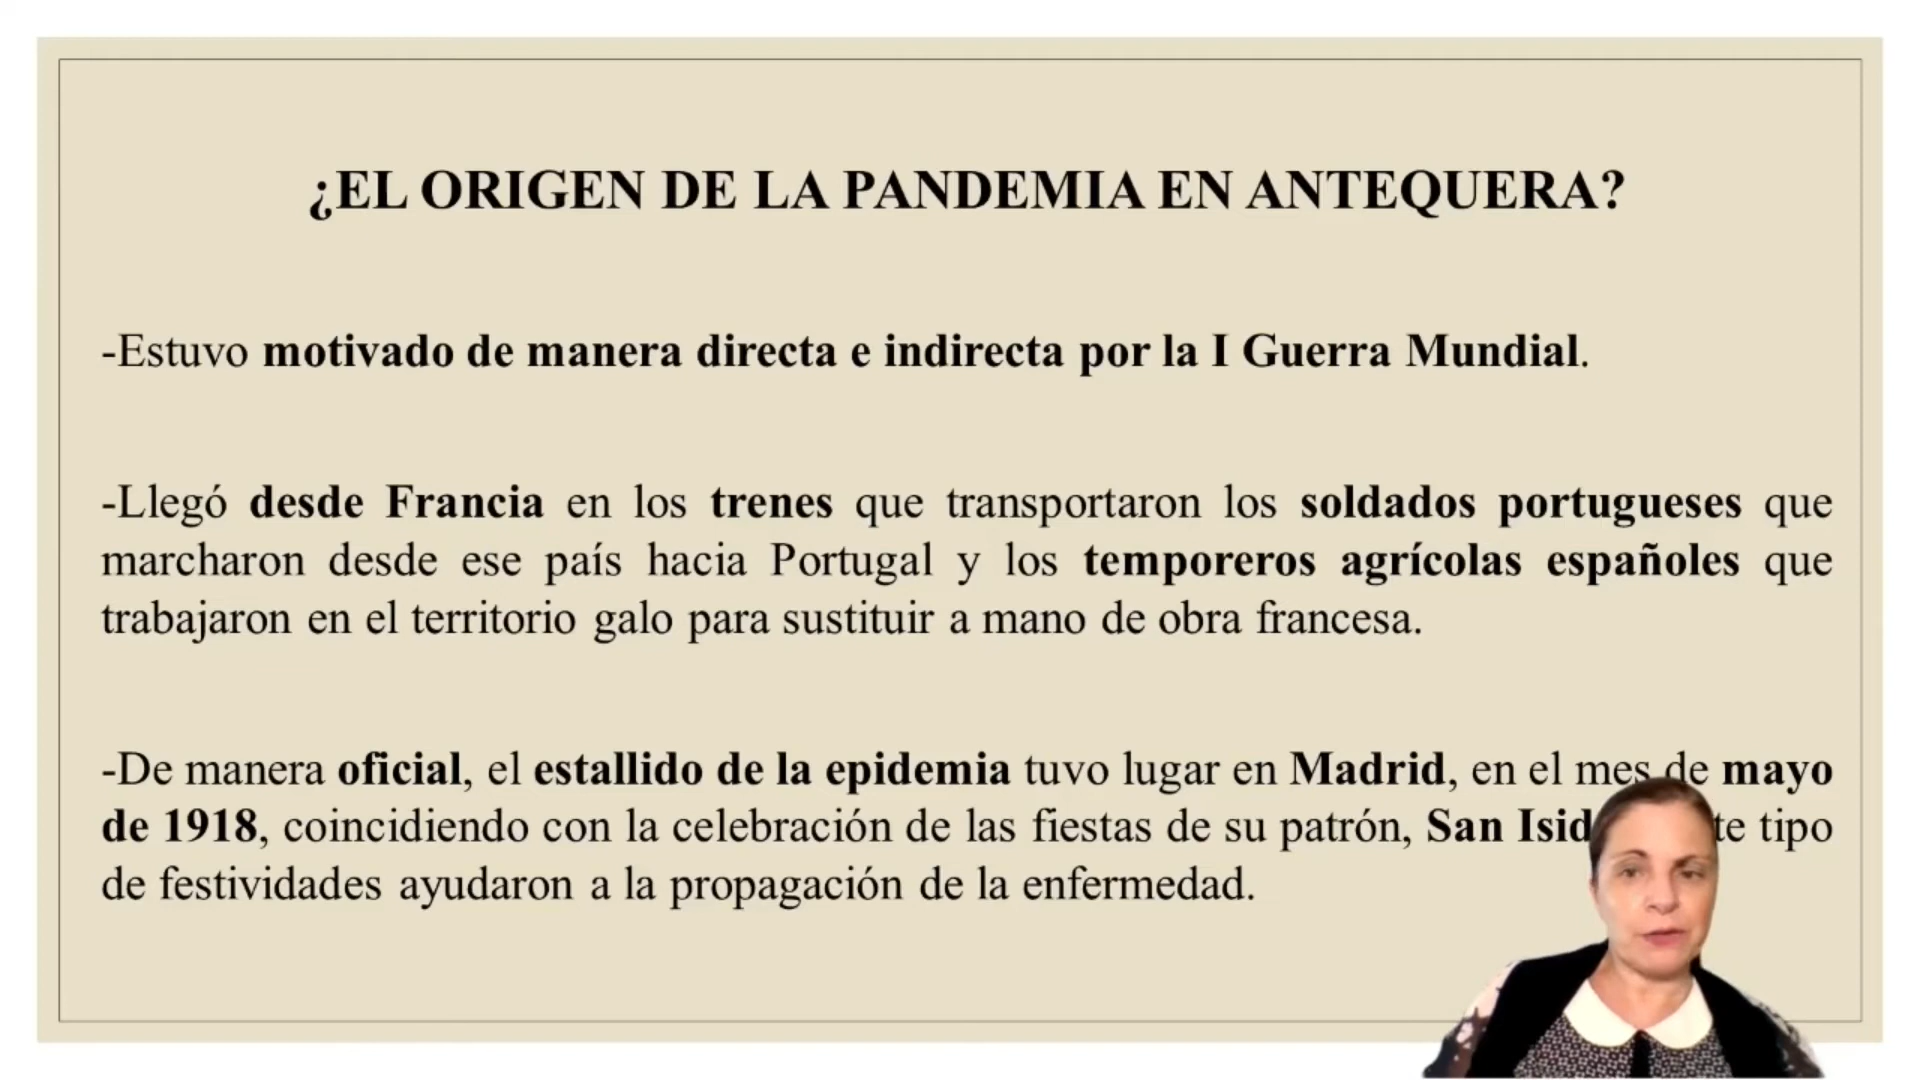 ¿EL ORIGEN DE LA PANDEMIA EN ANTEQUERA?
-Estuvo motivado de manera directa e indirecta por la I Guerra Mundial.
-Llegó desde Francia en los trenes que transportaron los soldados portugueses que
marcharon desde ese país hacia Portugal y los temporeros agrícolas españoles que
trabajaron en el territorio galo para sustituir a mano de obra francesa.
-De manera oficial, el estallido de la epidemia tuvo lugar en Madrid, en el mes de mayo
de 1918, coincidiendo con la celebración de las fiestas de su patrón, San tipo
de festividades ayudaron a la propagación de la enfermedad.